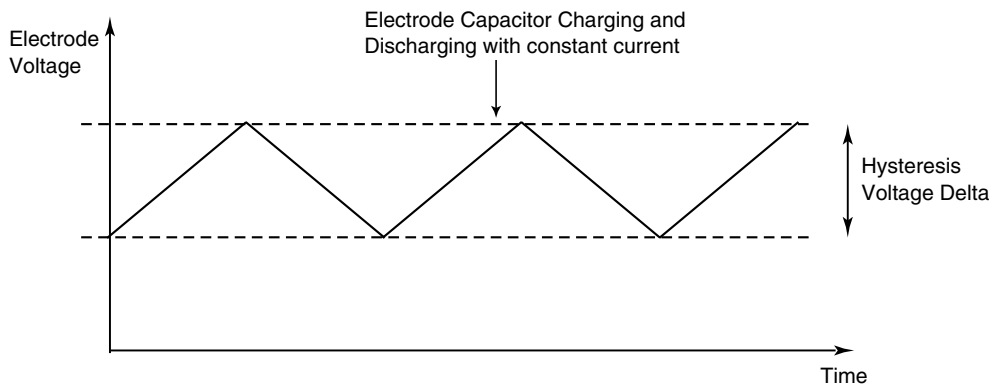 Electrode Capacitor Charging and
Discharging with constant current
Electrode
Voltage
Hysteresis
Voltage Delta
Time